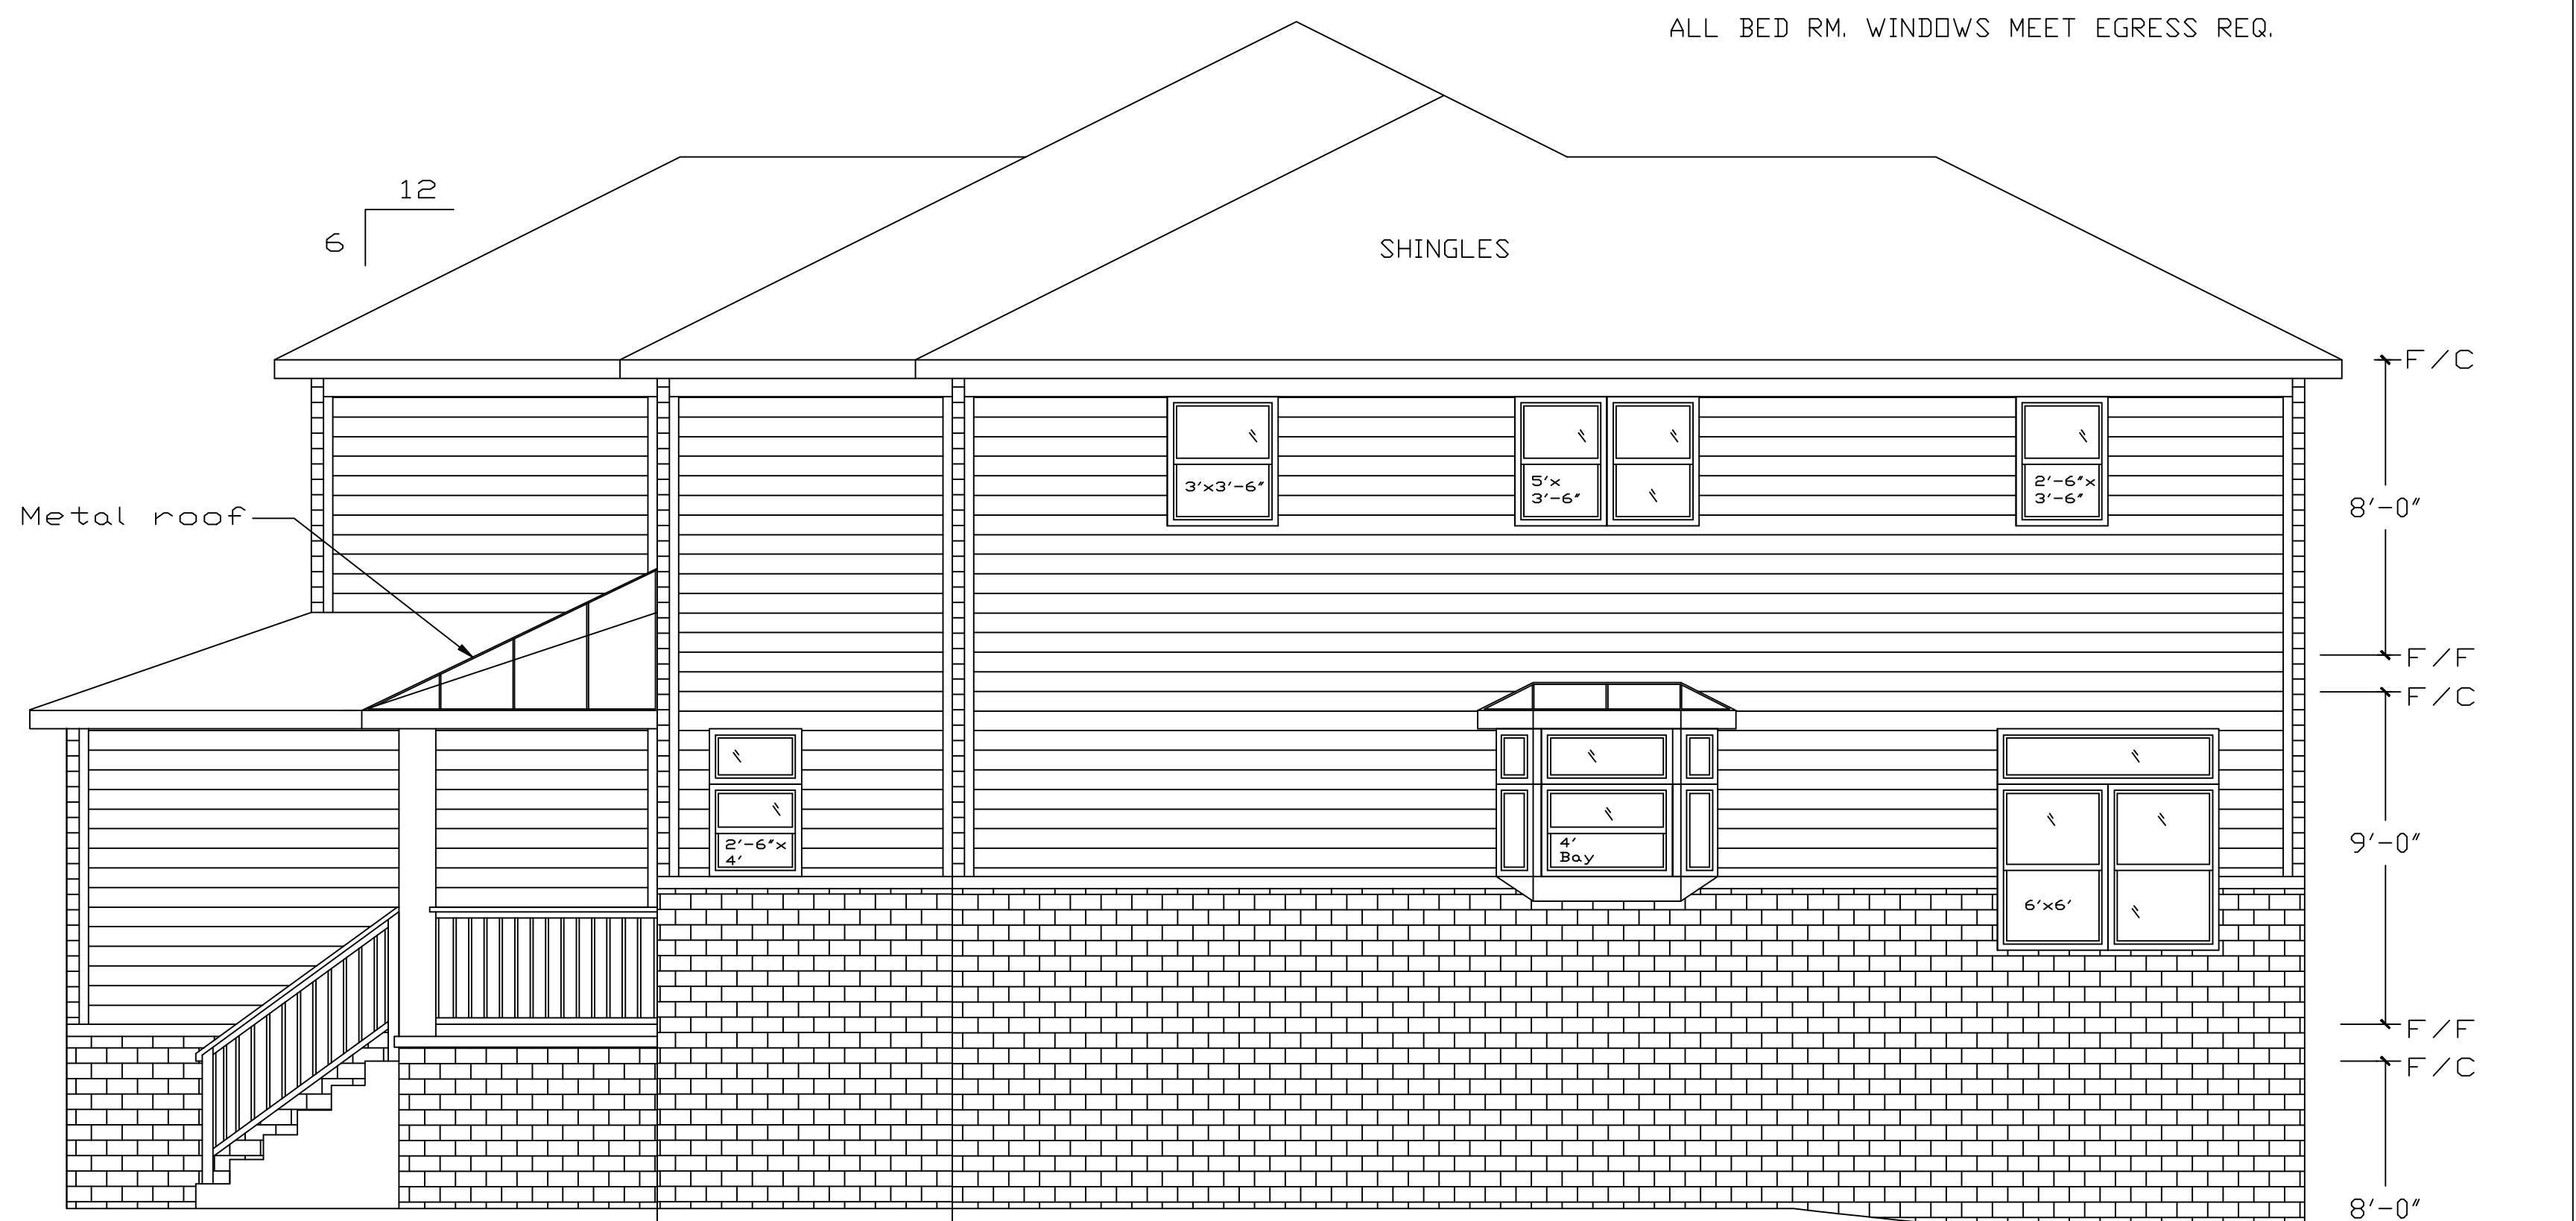 ALL BED RM. WINDOWS MEET EGRESS REQ.
12
6
SHINGLES
F/C
Metal roof
3'x3'-6"
5'x
3'-6"
2'-6"x
3'-6"
8'-0"
F/F
F/C
2'-6"x
4'
4'
Bay
9'-0"
6'x6'
F/F
F/C
8'-0"